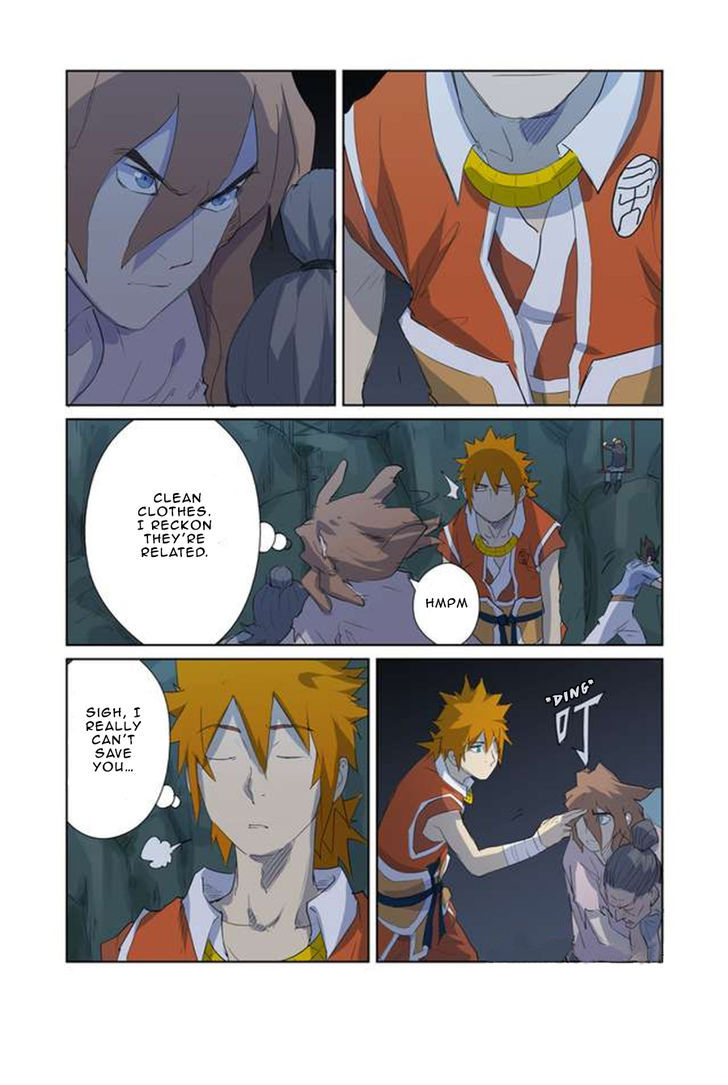 CLEAN
CLOTHES.
I RECKON
THEY'RE
RELATED.
HMPM
SIGH, I
REALLY
CAN'T
SAVE
YOU...
*DING*
叮